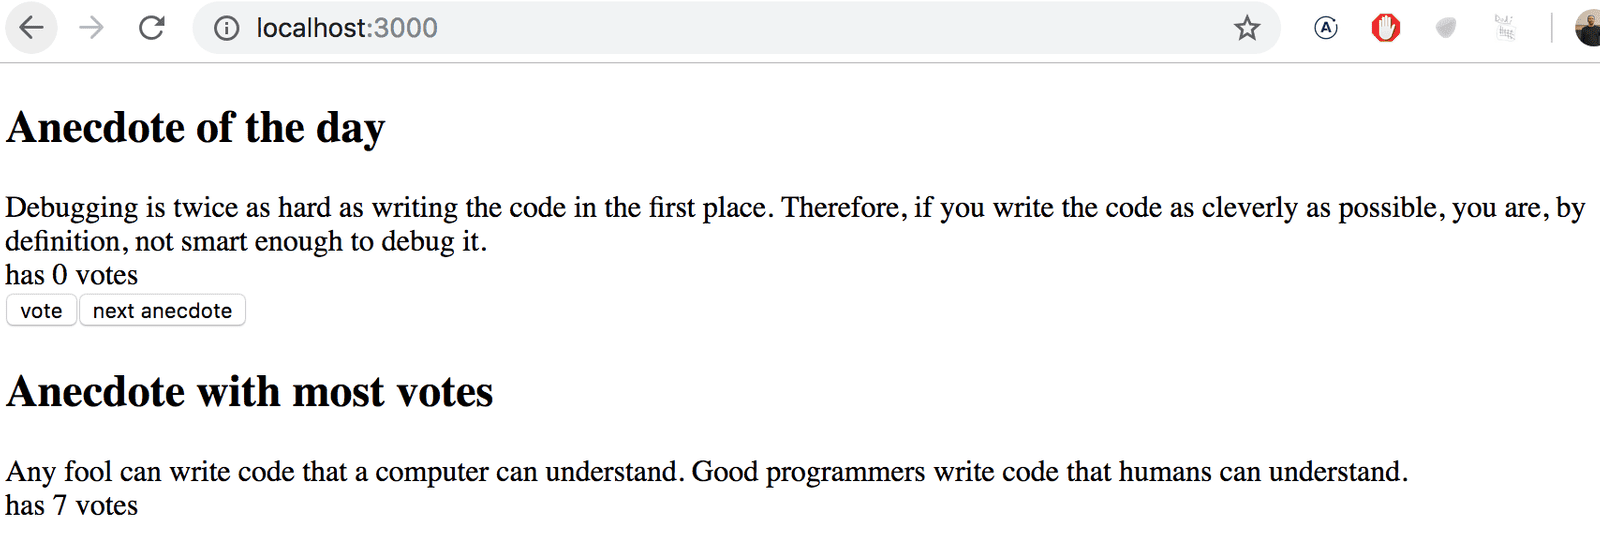 localhost:3000
A
Anecdote of the day
Debugging is twice as hard as writing the code in the first place. Therefore, if you write the code as cleverly as possible, you are, by
definition, not smart enough to debug it.
has 0 votes
vote next anecdote
Anecdote with most votes
Any fool can write code that a computer can understand. Good programmers write code that humans can understand.
has 7 votes